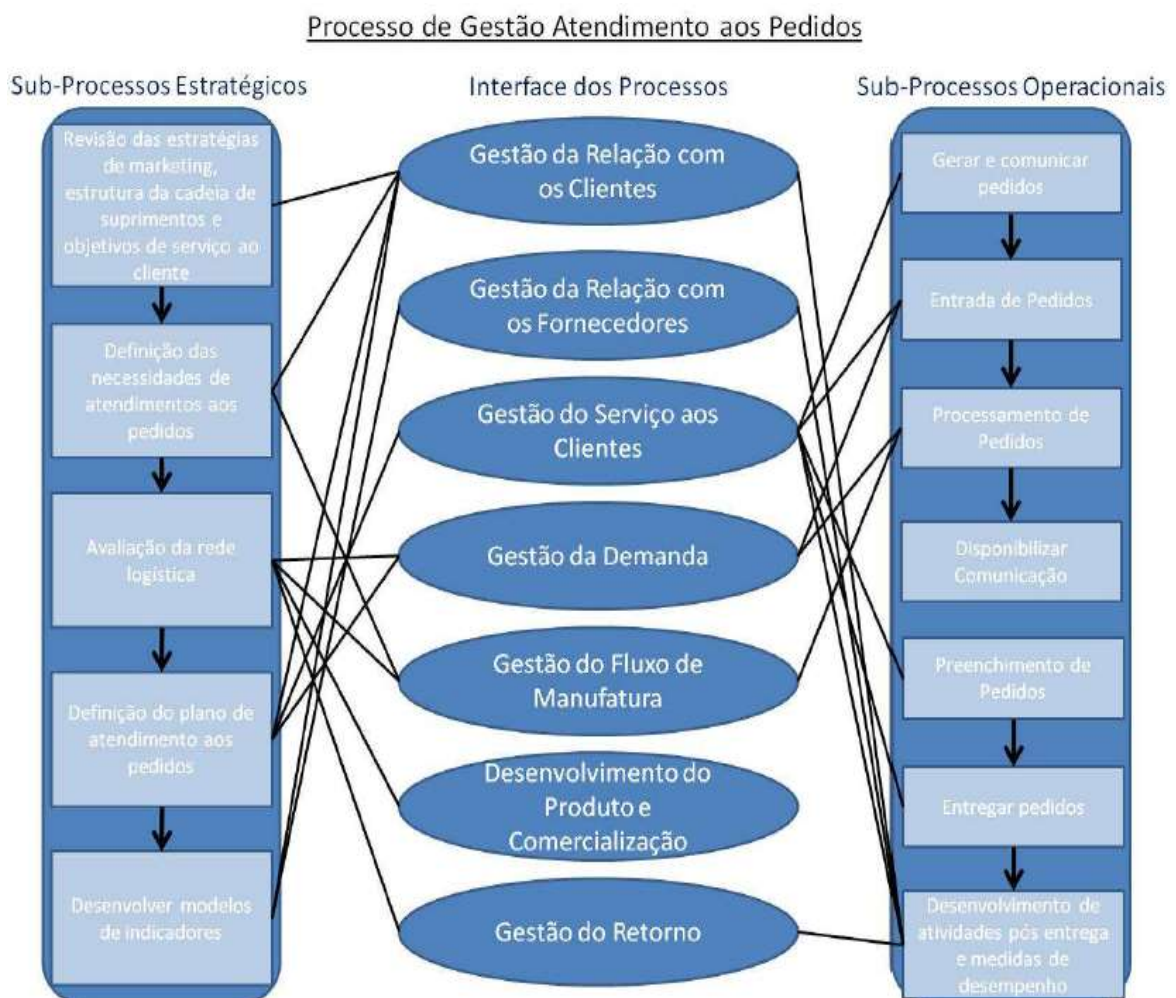 Processo de Gestão Atendimento aos Pedidos
Sub-Processos Estratégicos
Revisão das estratégias
de marketing,
estrutura da cadeia de
suprimentos e
objetivos de serviço ao
cliente
Definição das
necessidades de
atendimentos aos
pedidos
Avaliação da rede
logística
Definição do plano de
atendimento aos
pedidos
Desenvolver modelos
de indicadores
Interface dos Processos
Gestão da Relação com
os Clientes
Gestão da Relação com
os Fornecedores
Gestão do Serviço aos
Clientes
Gestão da Demanda
Gestão do Fluxo de
Manufatura
Desenvolvimento do
Produto e
Comercialização
Gestão do Retorno
Sub-Processos Operacionais
Gerar e comunicar
pedidos
Entrada de Pedidos
Processamento de
Pedidos
Disponibilizar
Comunicação
Preenchimento de
Pedidos
Entregar pedidos
Desenvolvimento de
atividades pós entrega
e medidas de
desempenho